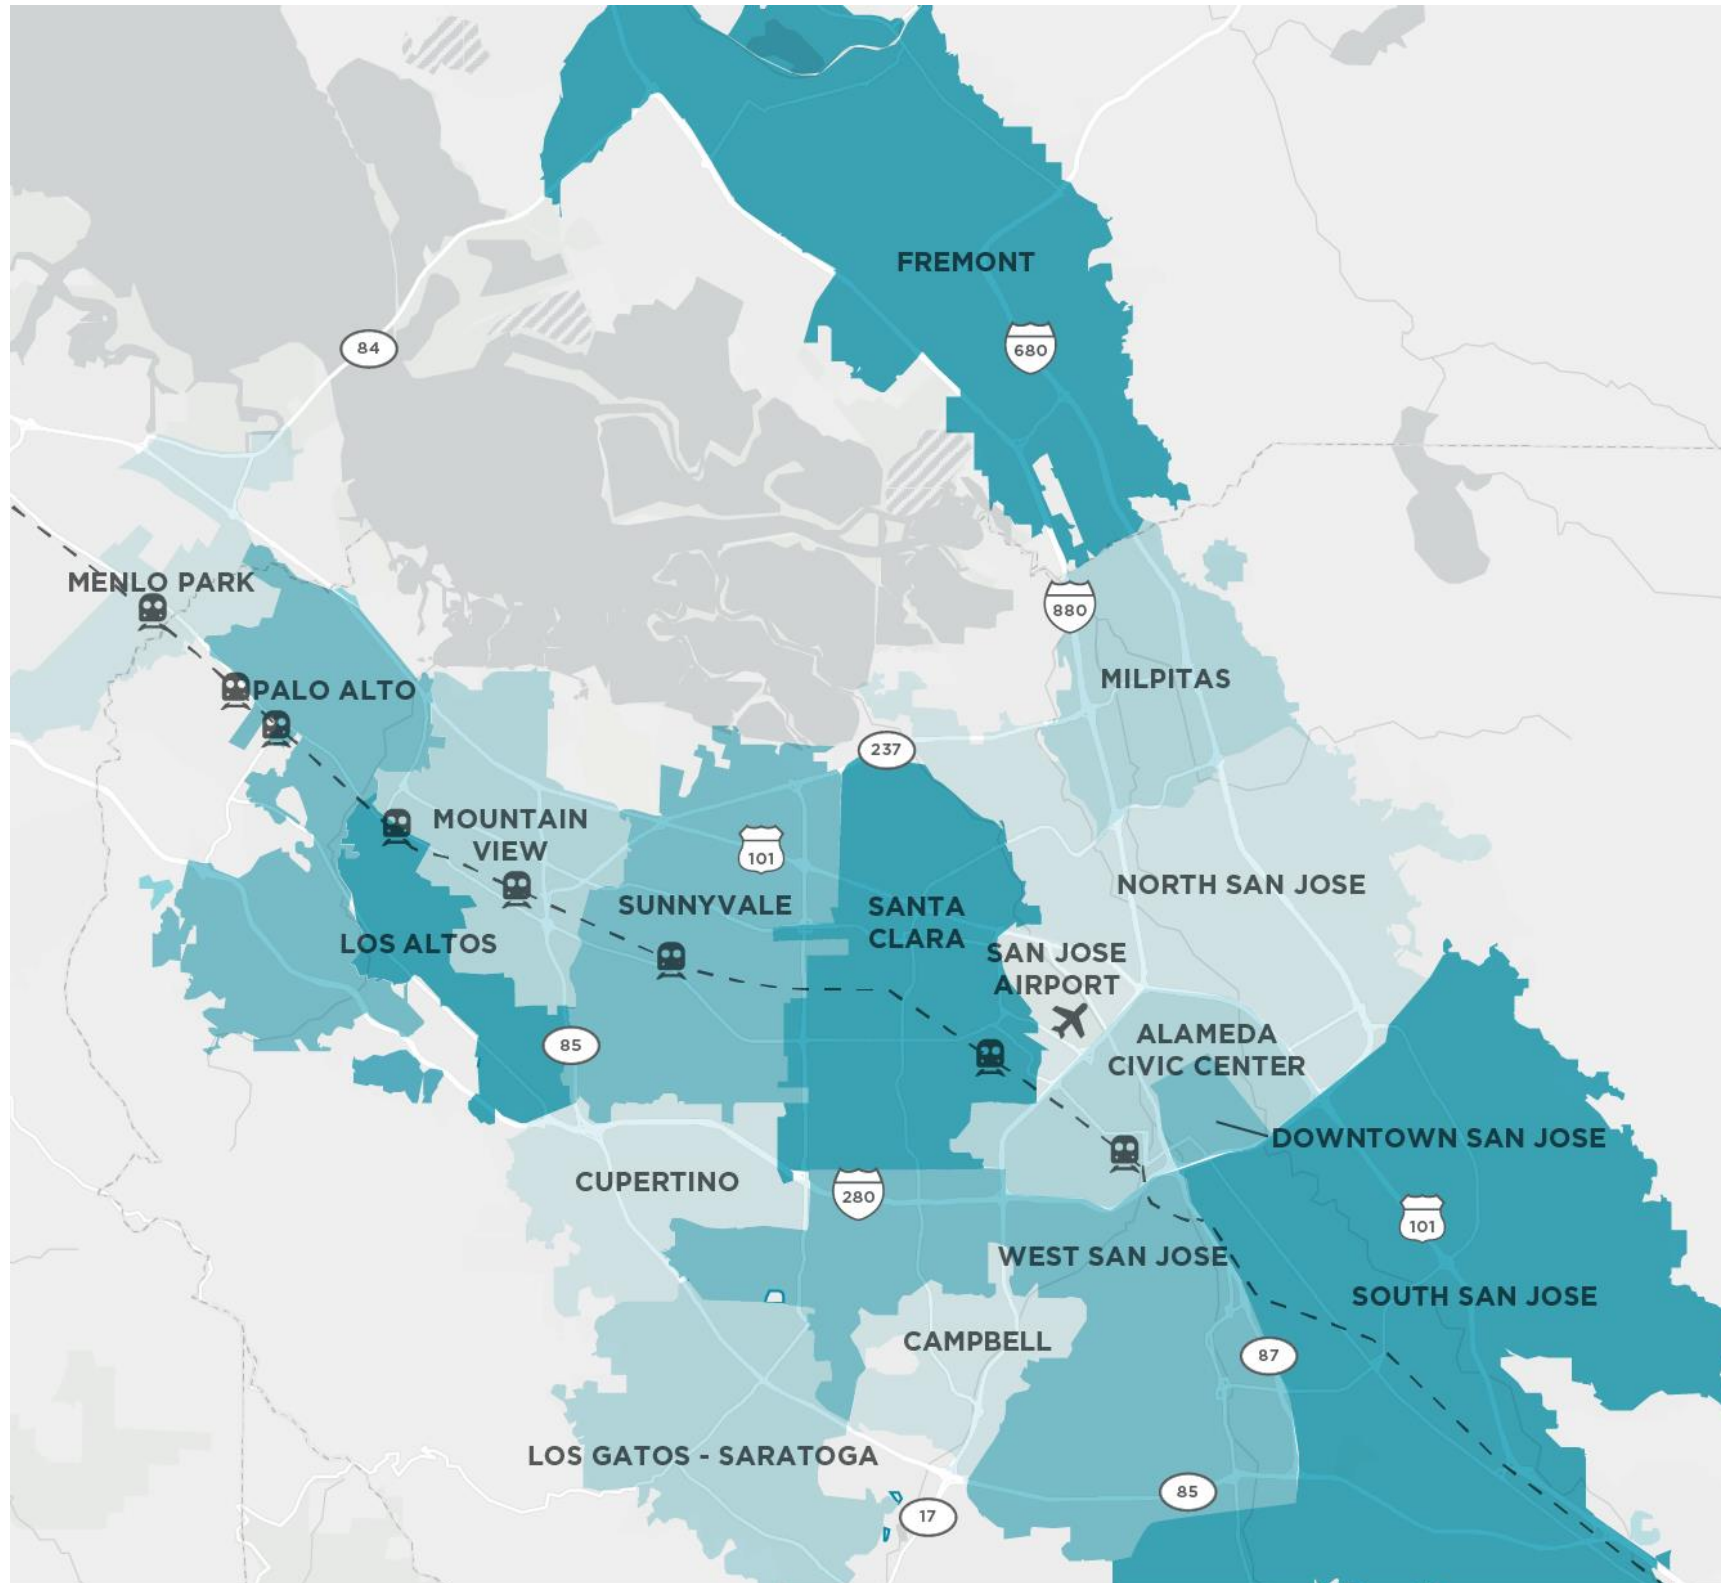 FREMONT
680
84
MENLO PARK
880
MILPITAS
PALO ALTO
237
MOUNTAIN
VIEW
101
SUNNYVALE
SANTA
CLARA
NORTH SAN JOSE
LOS ALTOS
SAN JOSE
AIRPORT
85
ALAMEDA
CIVIC CENTER
DOWNTOWN SAN JOSE
CUPERTINO
280
101
WEST SAN JOSE
SOUTH SAN JOSE
CAMPBELL
87
LOS GATOS - SARATOGA
85
17